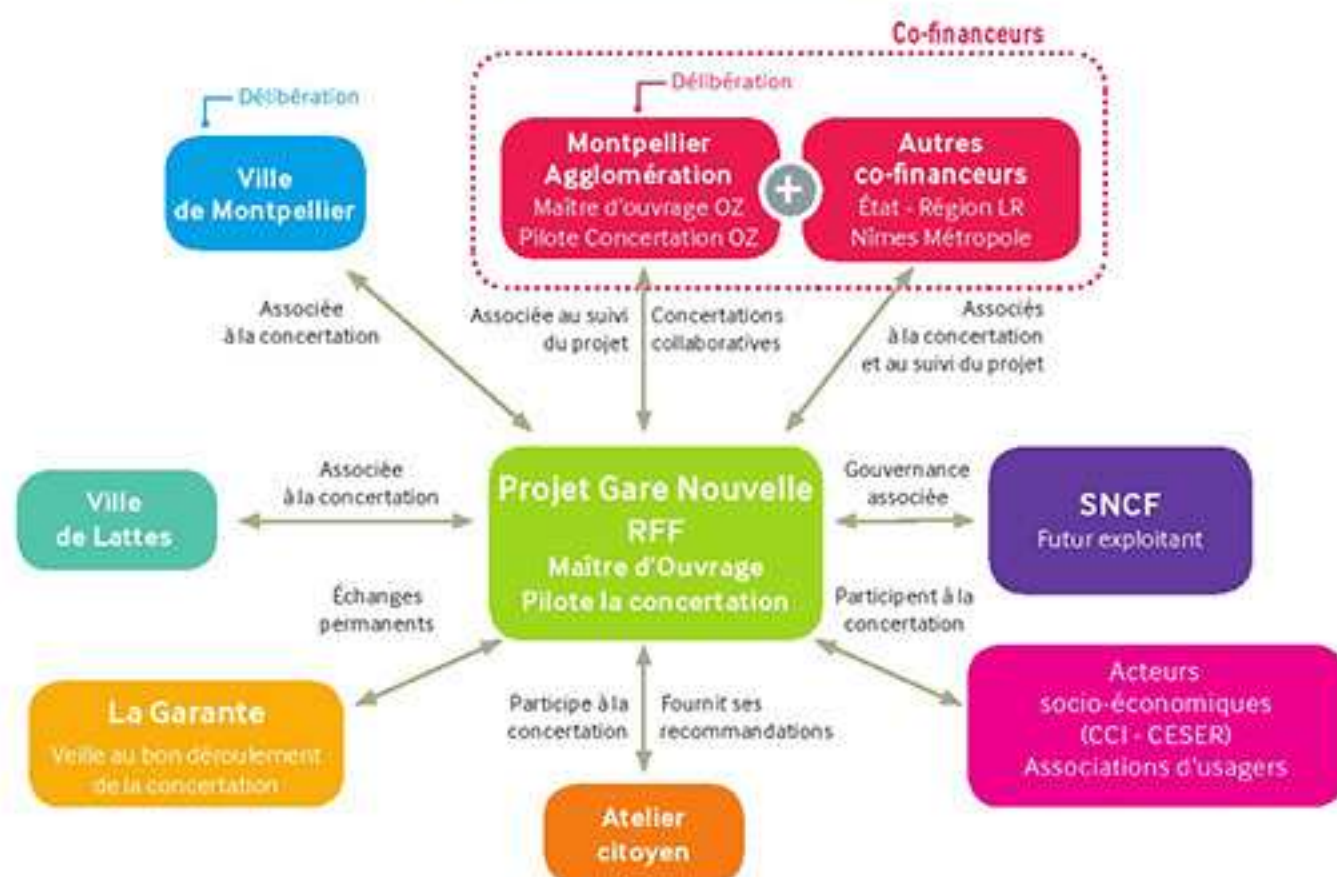 Co-financeurs
Délibération
Délibération
Ville
de Montpellier
Montpellier
Agglomération
Maître d'ouvrage OZ
Pilote Concertation OZ
+
Autres
co-financeurs
État - Région LR
Nîmes Métropole
Associée
à la concertation
Associée au suivi
du projet
Concertations
collaboratives
Associés
à la concertation
et au suivi du projet
Ville
de Lattes
Associée
à la concertation
Projet Gare Nouvelle
RFF
Maître d'Ouvrage
Pilote la concertation
Gouvernance
associée
SNCF
Futur exploitant
Échanges
permanents
Participent à la
concertation
La Garante
Veille au bon déroulement
de la concertation
Participe à la
concertation
Fournit ses
recommandations
Acteurs
socio-économiques
(CCI - CESER)
Associations d'usagers
Atelier
citoyen